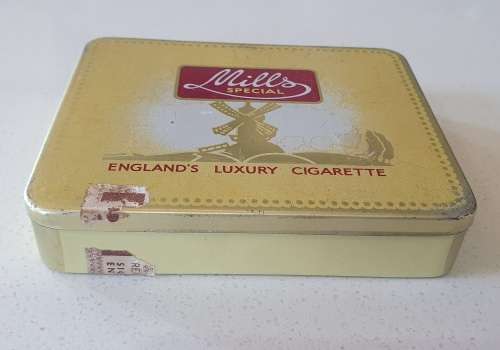 Mills
SPECIAL
ENGLAND'S LUXURY CIGARETTE